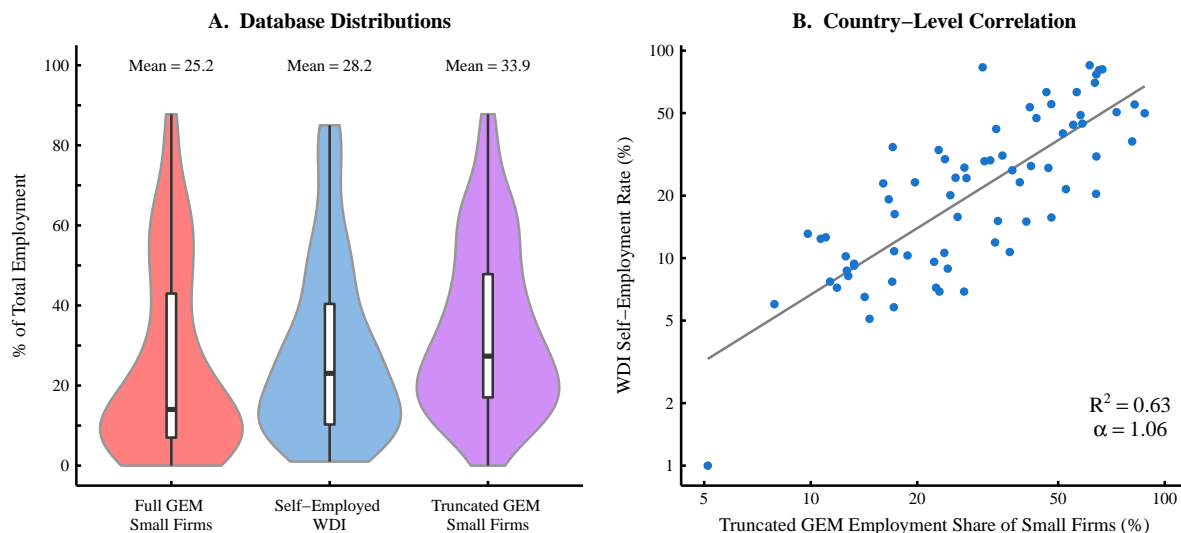 A. Database Distributions
Mean = 25.2
Mean = 28.2
Mean = 33.9
% of Total Employment
100
80
60
40
20
0
Full GEM
Small Firms
Self−Employed
WDI
Truncated GEM
Small Firms
B. Country−Level Correlation
WDI Self−Employment Rate (%)
100
50
20
10
5
2
1
R² = 0.63
α = 1.06
5
10
20
50
100
Truncated GEM Employment Share of Small Firms (%)